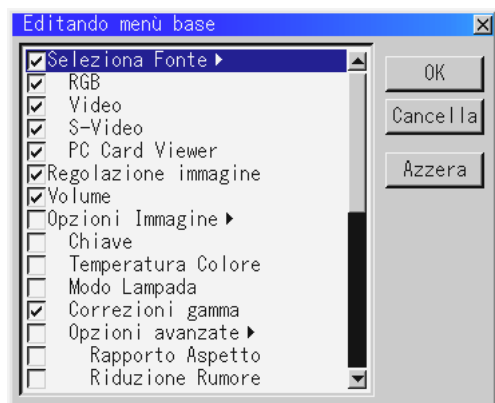 Editando menù base
Seleziona Fonte
RGB
Video
S-Video
PC Card Viewer
Regolazione immagine
Volume
Opzioni Immagine
Chiave
Temperatura Colore
Modo Lampada
Correzioni gamma
Opzioni avanzate
Rapporto Aspetto
Riduzione Rumore
OK
Cancella
Azzera